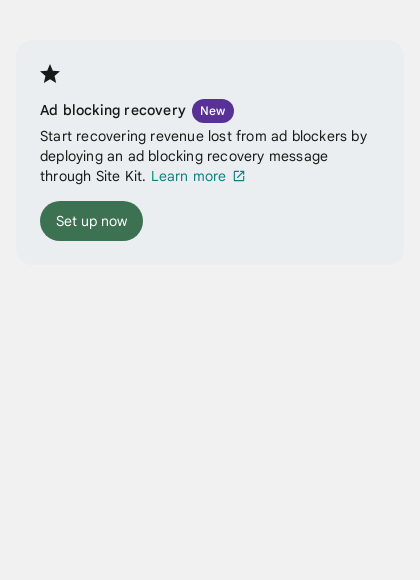 Ad blocking recovery New
Start recovering revenue lost from ad blockers by
deploying an ad blocking recovery message
through Site Kit. Learn more
Set up now